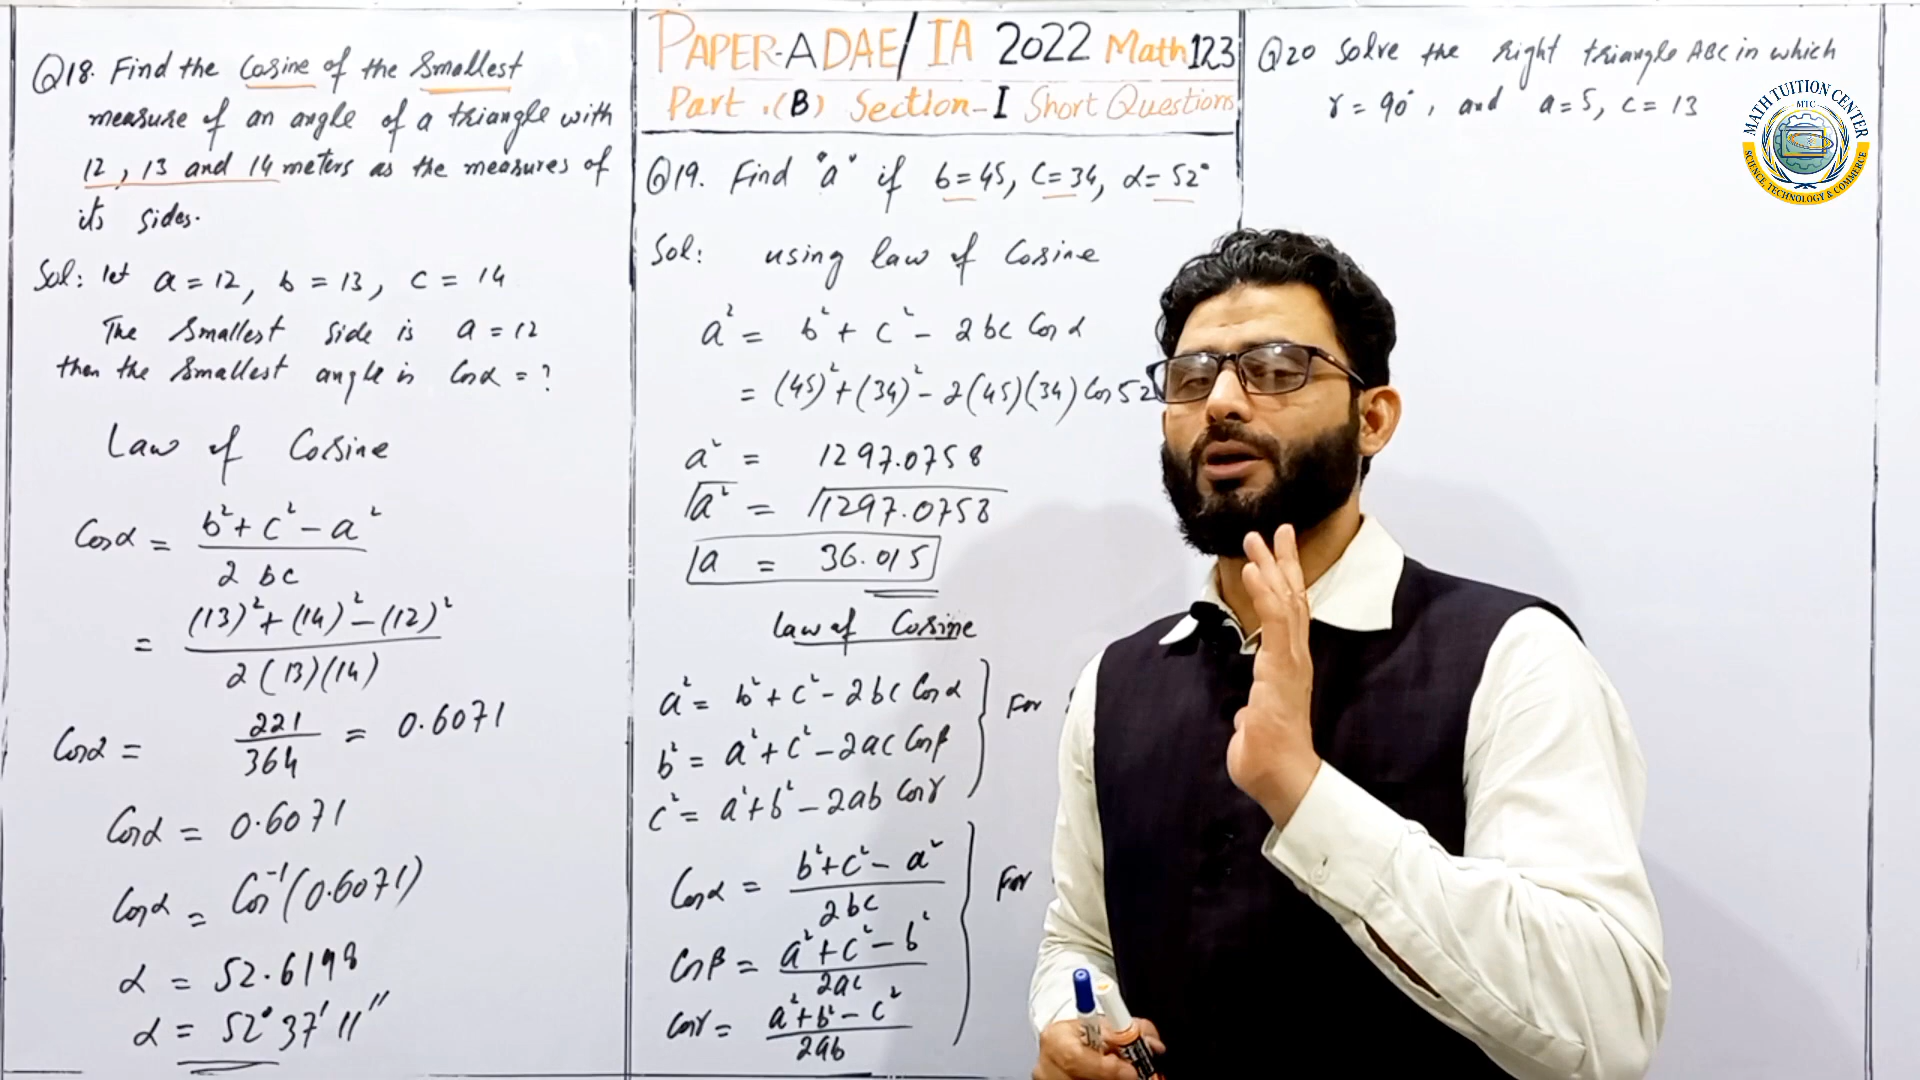 Q18. Find the Cosine of the Smallest
measure of an angle of a triangle with
12, 13 and 14 meters as the measures of
its sides.
Sol: let a = 12, b = 13, c = 14
The Smallest Side is a = 12
then the Smallest angle is Cosα = ?
Law of Cosine
Cosα = b² + c² - a² / 2 bc
= (13)² + (14)² - (12)² / 2 (13)(14)
Cosα = 221 / 364 = 0.6071
Cosα = 0.6071
Cosα = Cos⁻¹(0.6071)
α = 52.6198
α = 52° 37' 11"
PAPER-A DAE/IA 2022 Math 123
Part.(B) Section-I Short Questions
Q19. Find "a" if b=45, C=34, α= 52°
Sol: using law of Cosine
a² = b² + c² - 2bc Cosα
= (45)² + (34)² - 2(45)(34) Cos52
a² = 1297.0758
√a² = √1297.0758
a = 36.015
law of Cosine
a² = b² + c² - 2bc Cosα
b² = a² + c² - 2ac Cosβ
c² = a² + b² - 2ab Cosγ
For
Cosα = b² + c² - a² / 2bc
Cosβ = a² + c² - b² / 2ac
Cosγ = a² + b² - c² / 2ab
For
Q20 Solve the right triangle ABC in which
γ = 90°, and a = 5, c = 13
MATH TUITION CENTER
MTC
SCIENCE, TECHNOLOGY & COMMERCE